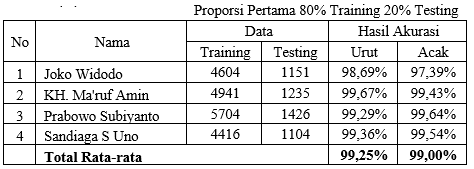 Proporsi Pertama 80% Training 20% Testing
No Nama Data Hasil Akurasi
Training Testing Urut Acak
1 Joko Widodo 4604 1151 98,69% 97,39%
2 KH. Ma'ruf Amin 4941 1235 99,67% 99,43%
3 Prabowo Subiyanto 5704 1426 99,29% 99,64%
4 Sandiaga S Uno 4416 1104 99,36% 99,54%
Total Rata-rata 99,25% 99,00%